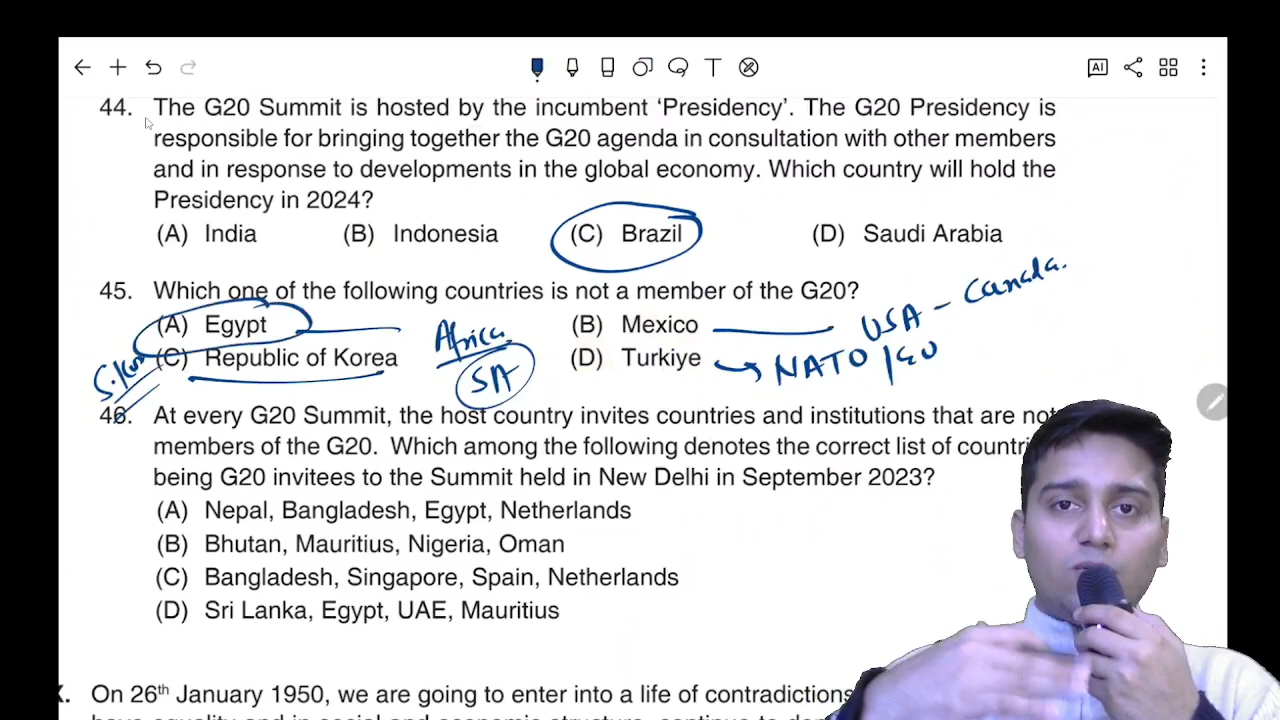 44. The G20 Summit is hosted by the incumbent ‘Presidency’. The G20 Presidency is
responsible for bringing together the G20 agenda in consultation with other members
and in response to developments in the global economy. Which country will hold the
Presidency in 2024?
(A) India (B) Indonesia (C) Brazil (D) Saudi Arabia
45. Which one of the following countries is not a member of the G20?
(A) Egypt (B) Mexico USA - Canada.
(C) Republic of Korea Africa (D) Turkiye NATO/EU
SA
46. At every G20 Summit, the host country invites countries and institutions that are not
members of the G20. Which among the following denotes the correct list of
being G20 invitees to the Summit held in New Delhi in September 2023?
(A) Nepal, Bangladesh, Egypt, Netherlands
(B) Bhutan, Mauritius, Nigeria, Oman
(C) Bangladesh, Singapore, Spain, Netherlands
(D) Sri Lanka, Egypt, UAE, Mauritius
On 26th January 1950, we are going to enter into a life of contradictions
T
AI